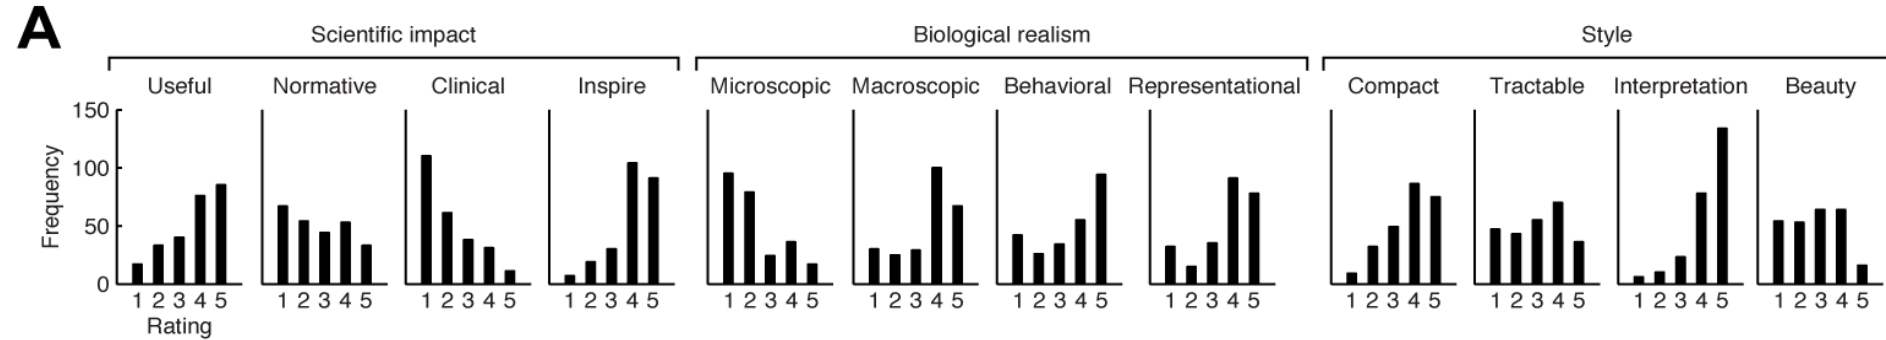 A
Scientific impact Biological realism Style
Useful Normative Clinical Inspire Microscopic Macroscopic Behavioral Representational Compact Tractable Interpretation Beauty
150
100
50
0
Frequency
1 2 3 4 5 1 2 3 4 5 1 2 3 4 5 1 2 3 4 5 1 2 3 4 5 1 2 3 4 5 1 2 3 4 5 1 2 3 4 5 1 2 3 4 5 1 2 3 4 5 1 2 3 4 5 1 2 3 4 5
Rating